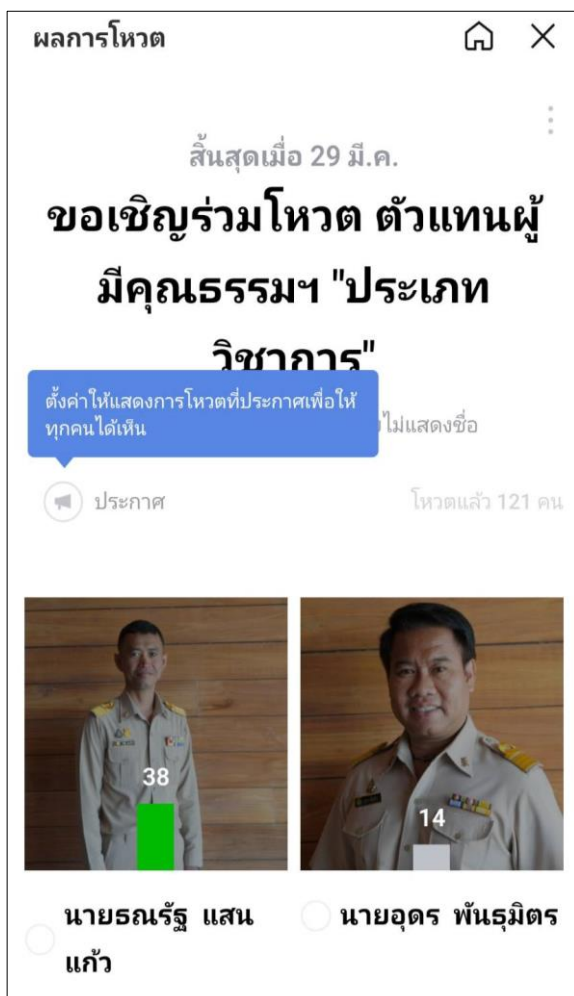 ผลการโหวต
สิ้นสุดเมื่อ 29 มี.ค.
ขอเชิญร่วมโหวต ตัวแทนผู้
มีคุณธรรมฯ "ประเภท
วิชาการ"
ตั้งค่าให้แสดงการโหวตที่ประกาศเพื่อให้
ทุกคนได้เห็น
ไม่แสดงชื่อ
ประกาศ
โหวตแล้ว 121 คน
38
14
นายธณรัฐ แสน
แก้ว
นายอุดร พันธุมิตร